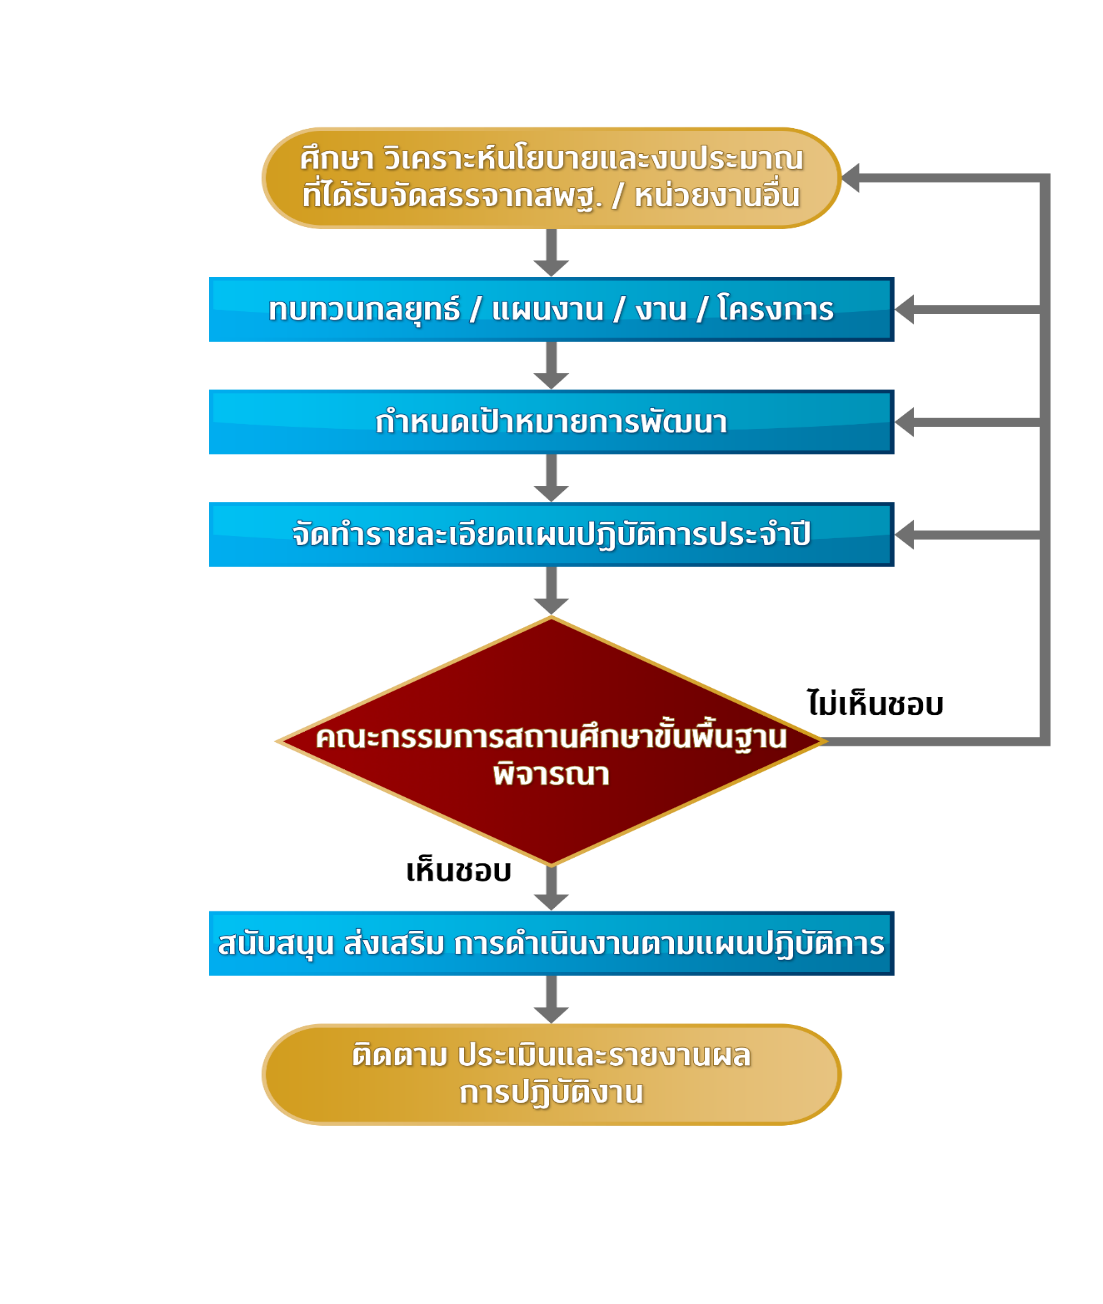 ศึกษา วิเคราะห์นโยบายและงบประมาณ
ที่ได้รับจัดสรรจากสพฐ. / หน่วยงานอื่น
ทบทวนกลยุทธ์ / แผนงาน / งาน / โครงการ
กำหนดเป้าหมายการพัฒนา
จัดทำรายละเอียดแผนปฏิบัติการประจำปี
ไม่เห็นชอบ
คณะกรรมการสถานศึกษาขั้นพื้นฐาน
พิจารณา
เห็นชอบ
สนับสนุน ส่งเสริม การดำเนินงานตามแผนปฏิบัติการ
ติดตาม ประเมินและรายงานผล
การปฏิบัติงาน